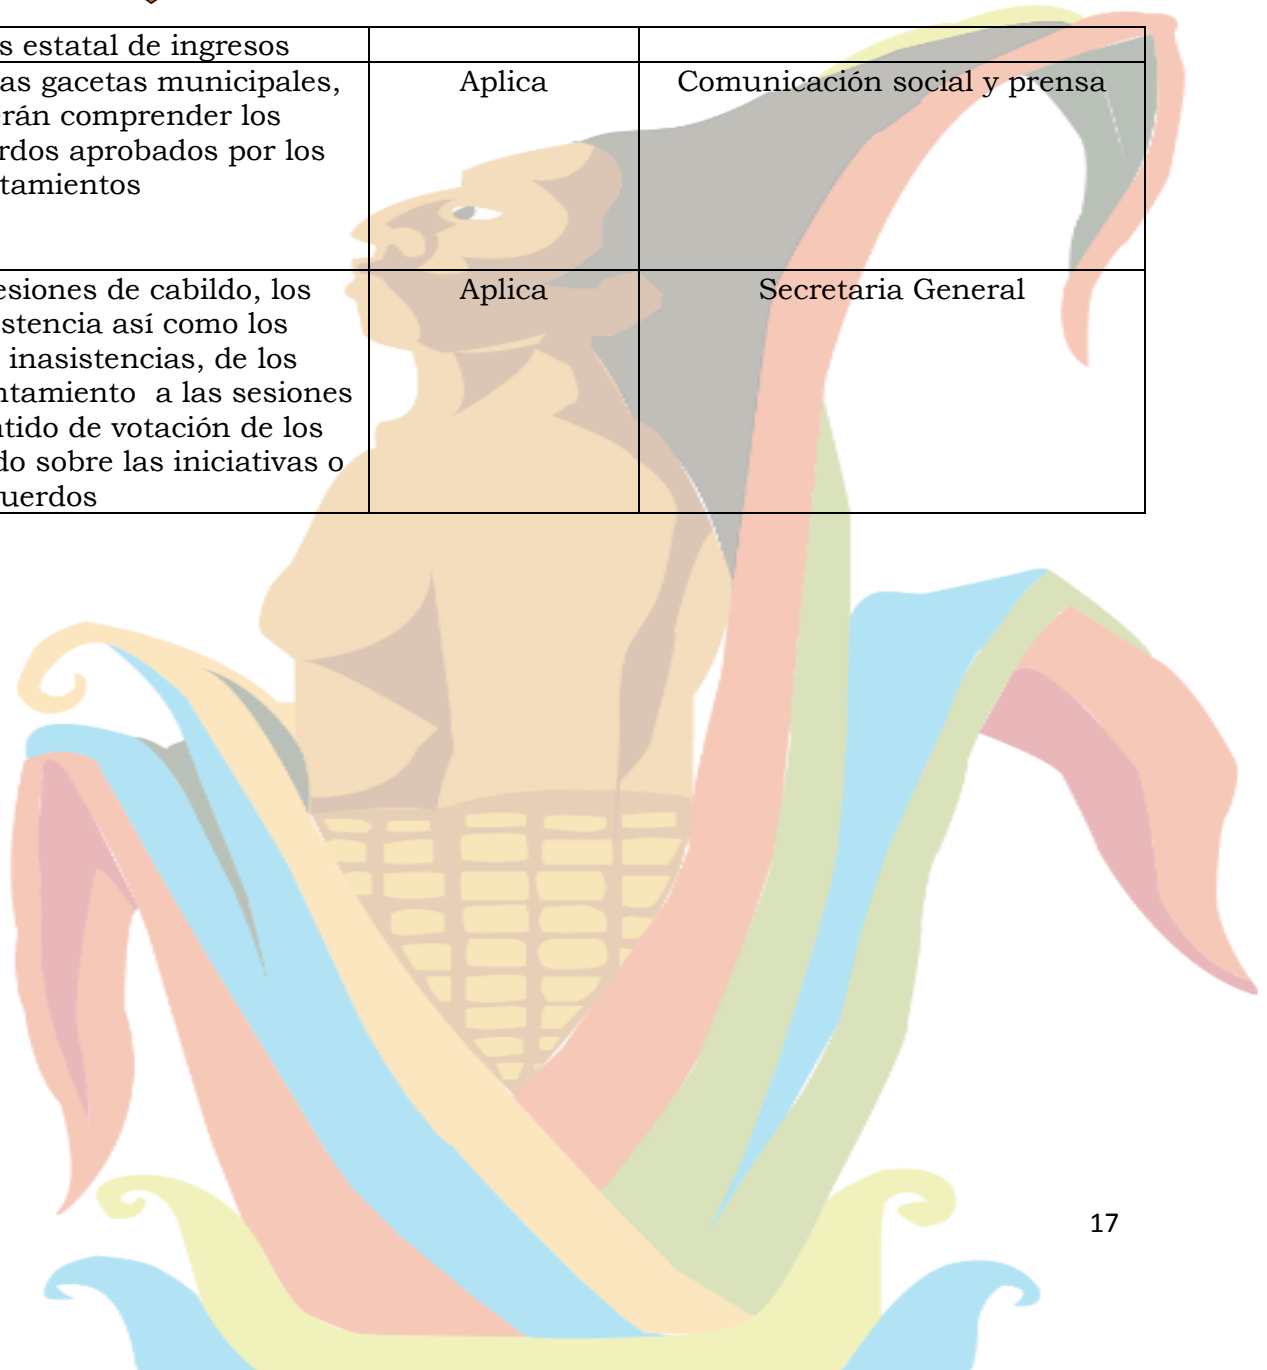 s estatal de ingresos
as gacetas municipales,
erán comprender los
rdos aprobados por los
tamientos
Aplica
Comunicación social y prensa
esiones de cabildo, los
stencia así como los
inasistencias, de los
ntamiento a las sesiones
tido de votación de los
do sobre las iniciativas o
uerdos
Aplica
Secretaria General
17